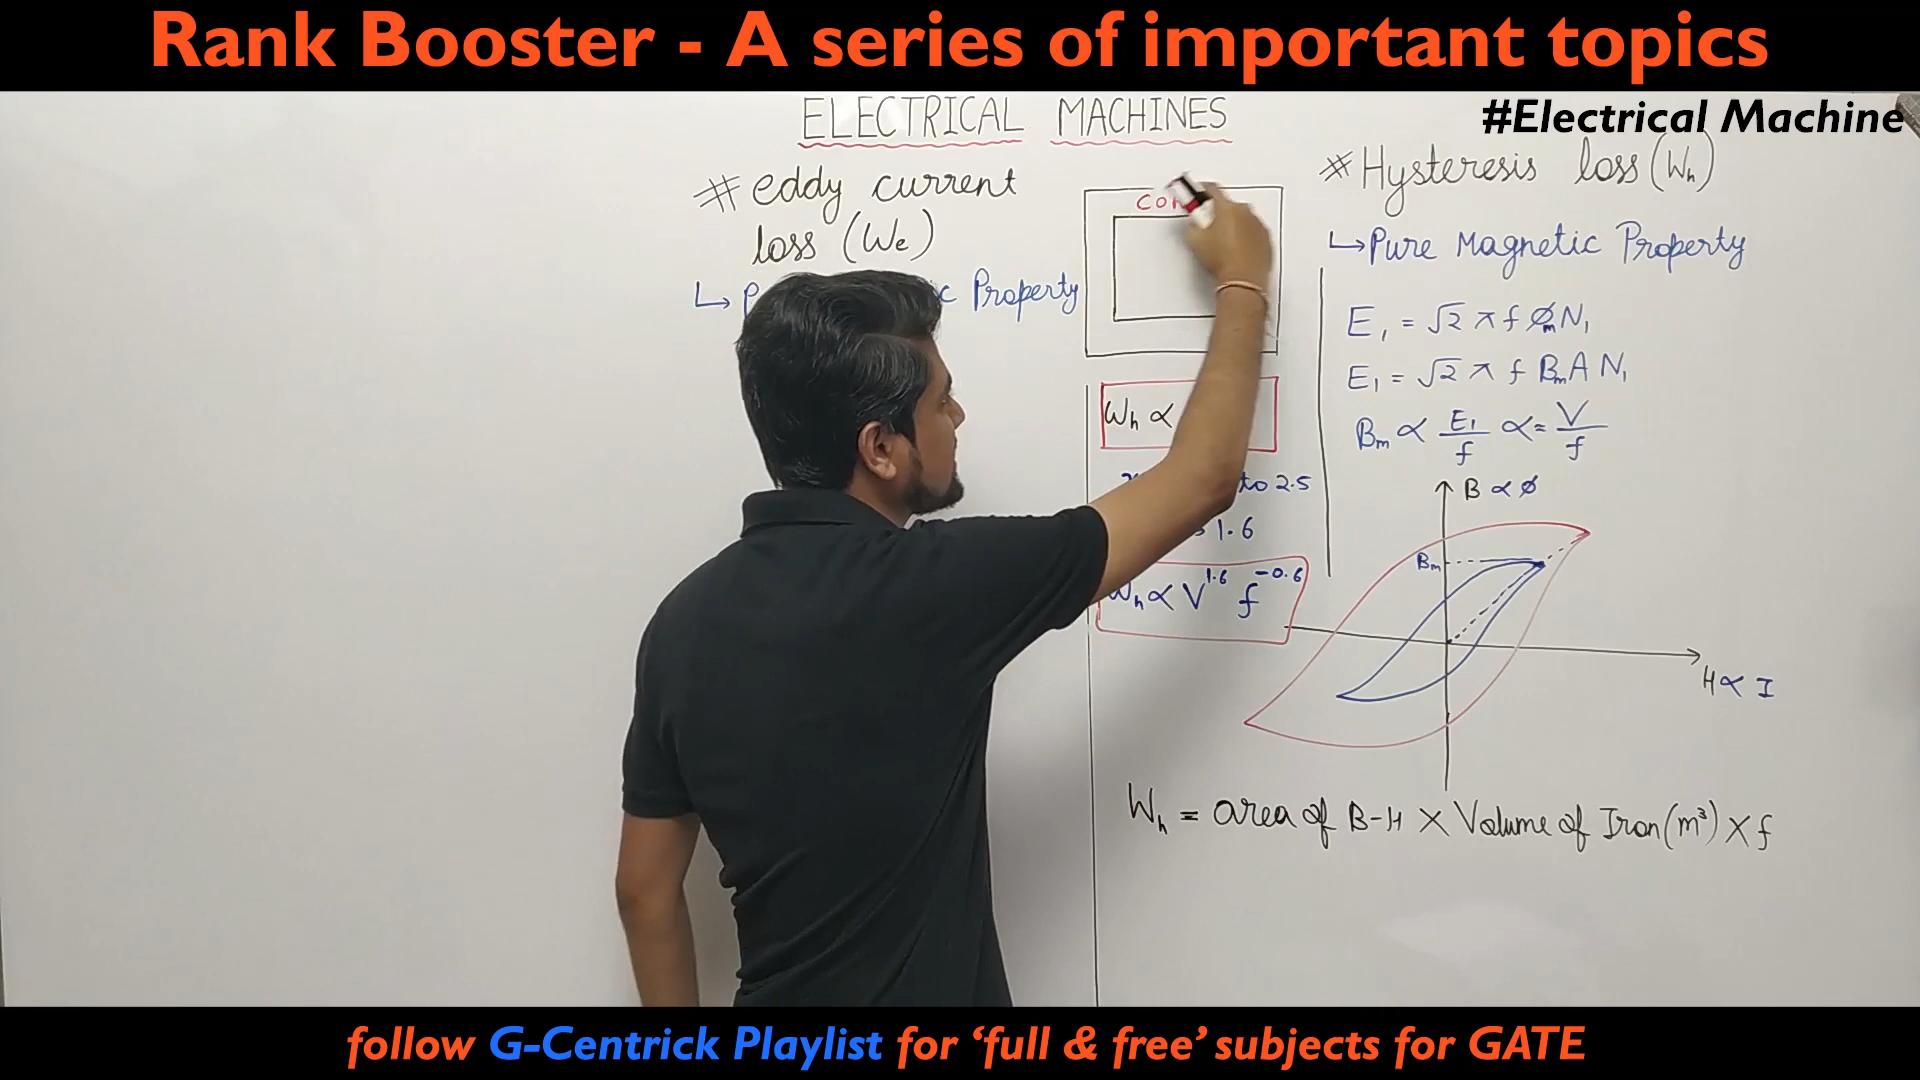 Rank Booster - A series of important topics
#Electrical Machine
ELECTRICAL MACHINES
# eddy current
loss (We)
↳ Property
# Hysteresis loss (Wh)
↳ Pure Magnetic Property
E1 = √2 π f ϕm N1
E1 = √2 π f Bm A N1
Bm ∝ E1/f ∝= V/f
Wh ∝
to 2.5
1.6
Wh ∝ V^1.6 f^-0.6
B ∝ ϕ
Bm
H ∝ I
Wh = area of B-H × Volume of Iron (m³) × f
follow G-Centrick Playlist for ‘full & free’ subjects for GATE